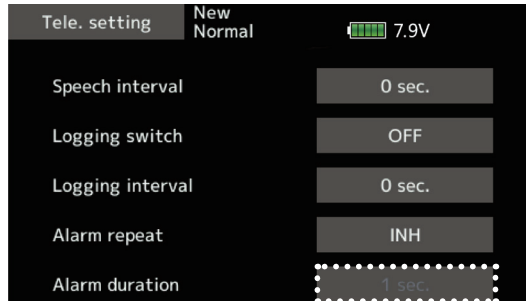 Tele. setting
New
Normal
7.9V
Speech interval 0 sec.
Logging switch OFF
Logging interval 0 sec.
Alarm repeat INH
Alarm duration 1 sec.